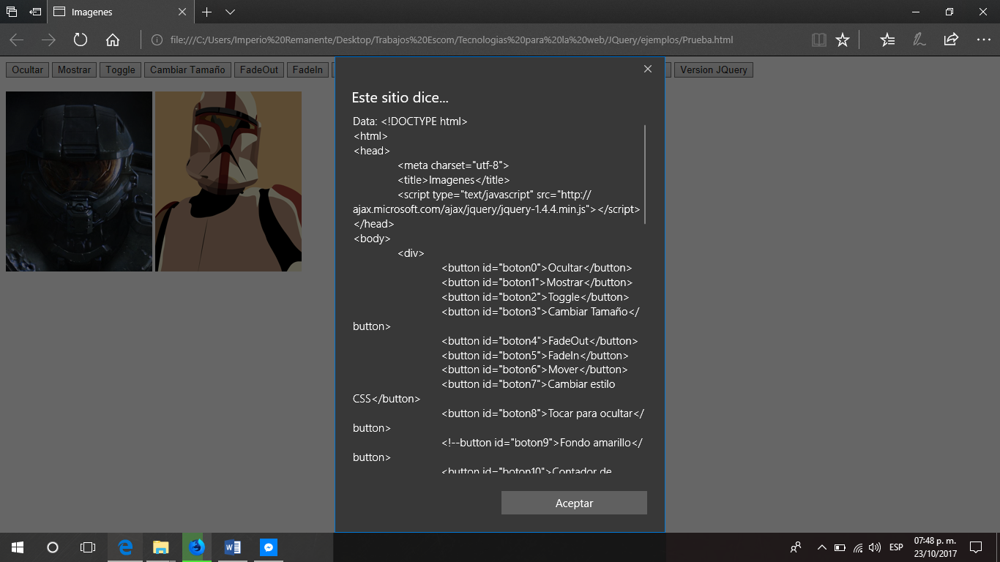 Imagenes
file:///C:/Users/Imperio%20Remanente/Desktop/Trabajos%20Escom/Tecnologias%20para%20la%20web/JQuery/ejemplos/Prueba.html
Ocultar Mostrar Toggle Cambiar Tamaño FadeOut FadeIn Version JQuery
Este sitio dice...
Data: <!DOCTYPE html>
<html>
<head>
<meta charset="utf-8">
<title>Imagenes</title>
<script type="text/javascript" src="http://
ajax.microsoft.com/ajax/jquery/jquery-1.4.4.min.js"></script>
</head>
<body>
<div>
<button id="boton0">Ocultar</button>
<button id="boton1">Mostrar</button>
<button id="boton2">Toggle</button>
<button id="boton3">Cambiar Tamaño</
button>
<button id="boton4">FadeOut</button>
<button id="boton5">FadeIn</button>
<button id="boton6">Mover</button>
<button id="boton7">Cambiar estilo
CSS</button>
<button id="boton8">Tocar para ocultar</
button>
<!--button id="boton9">Fondo amarillo</
button>
<button id="boton10">Contador de
Aceptar
ESP
07:48 p. m.
23/10/2017